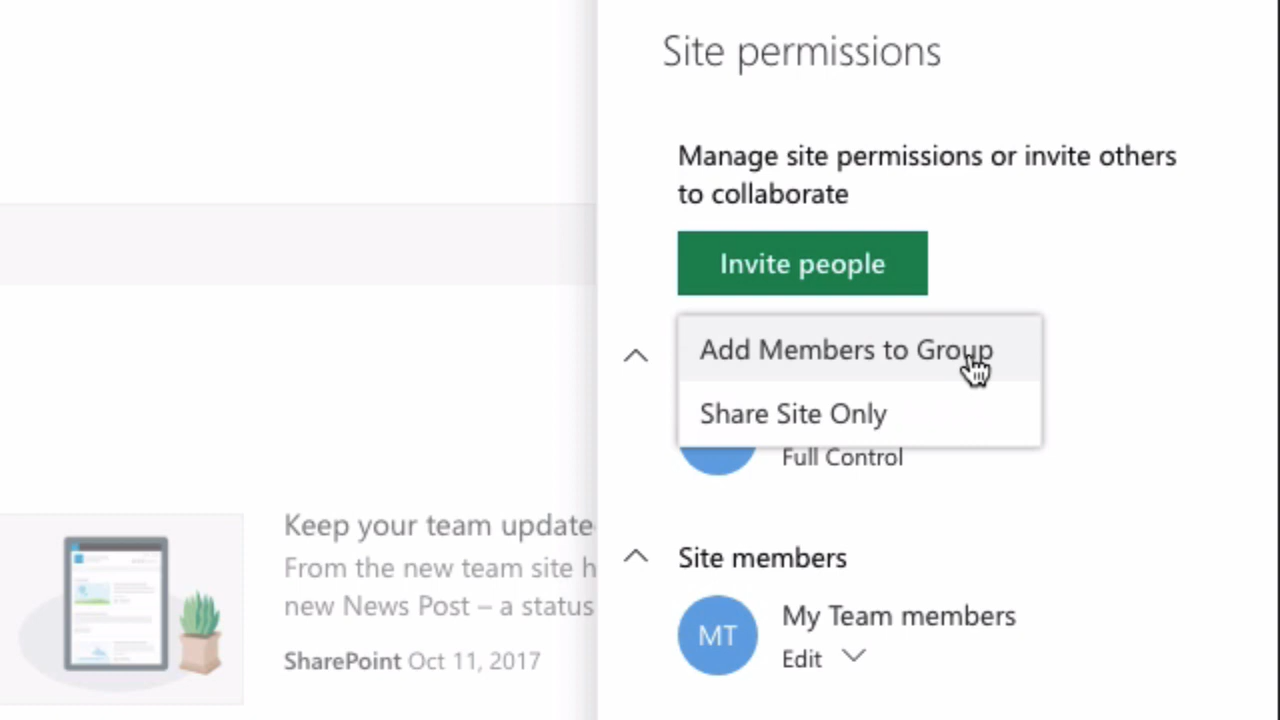 Site permissions
Manage site permissions or invite others
to collaborate
Invite people
Add Members to Group
Share Site Only
Full Control
Site members
MT
My Team members
Edit
Keep your team update
From the new team site h
new News Post – a status
SharePoint Oct 11, 2017